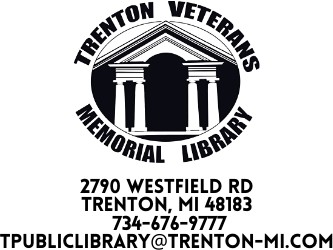 TRENTON VETERANS
MEMORIAL LIBRARY
2790 WESTFIELD RD
TRENTON, MI 48183
734-676-9777
TPUBLICLIBRARY@TRENTON-MI.COM